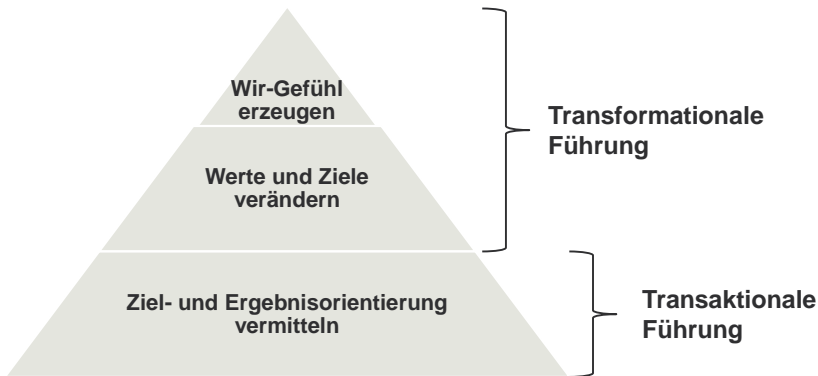 Wir-Gefühl
erzeugen
Transformationale
Führung
Werte und Ziele
verändern
Ziel- und Ergebnisorientierung
vermitteln
Transaktionale
Führung